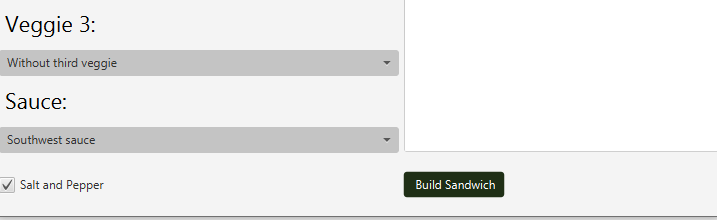 Veggie 3:
Without third veggie
Sauce:
Southwest sauce
Salt and Pepper
Build Sandwich